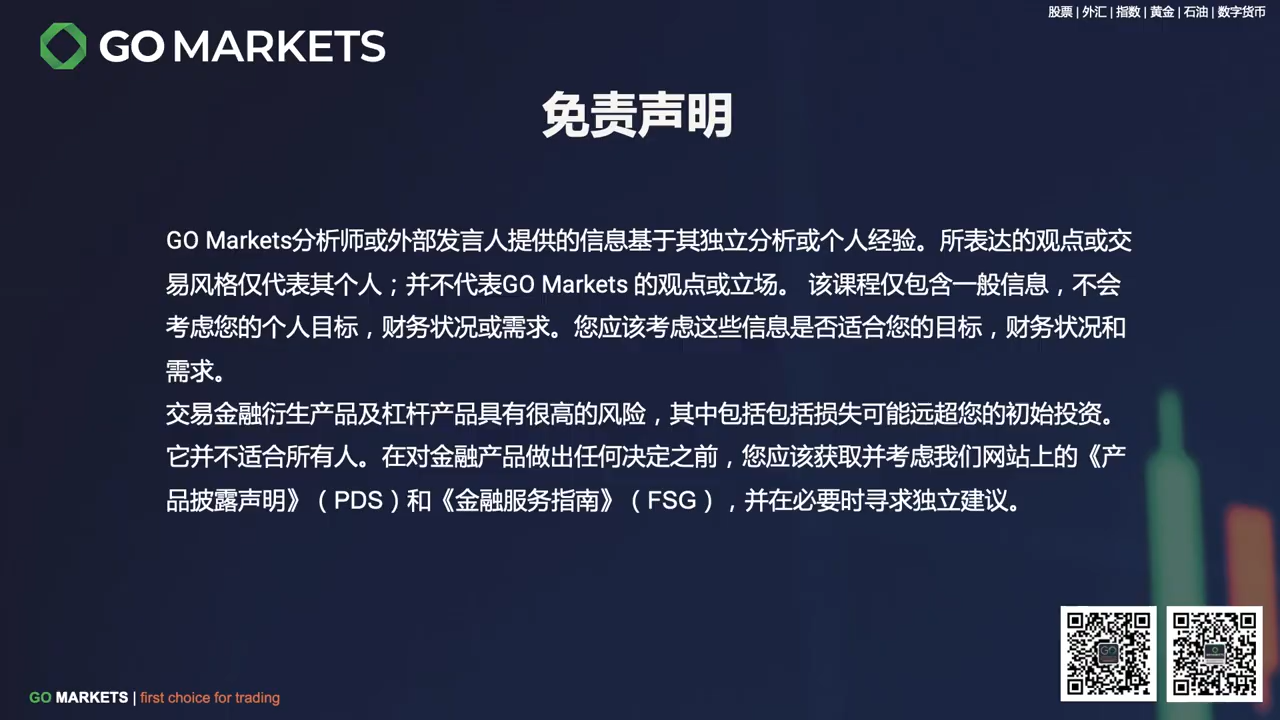 股票 | 外汇 | 指数 | 黄金 | 石油 | 数字货币
GO MARKETS
免责声明
GO Markets分析师或外部发言人提供的信息基于其独立分析或个人经验。所表达的观点或交
易风格仅代表其个人；并不代表GO Markets 的观点或立场。 该课程仅包含一般信息，不会
考虑您的个人目标，财务状况或需求。您应该考虑这些信息是否适合您的目标，财务状况和
需求。
交易金融衍生产品及杠杆产品具有很高的风险，其中包括包括损失可能远超您的初始投资。
它并不适合所有人。在对金融产品做出任何决定之前，您应该获取并考虑我们网站上的《产
品披露声明》（PDS）和《金融服务指南》（FSG），并在必要时寻求独立建议。
GO MARKETS | first choice for trading